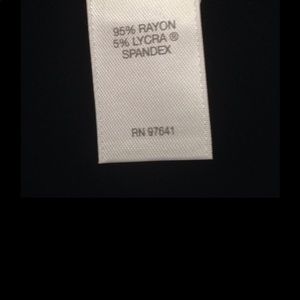 95% RAYON
5% LYCRA ®
SPANDEX
RN 97641